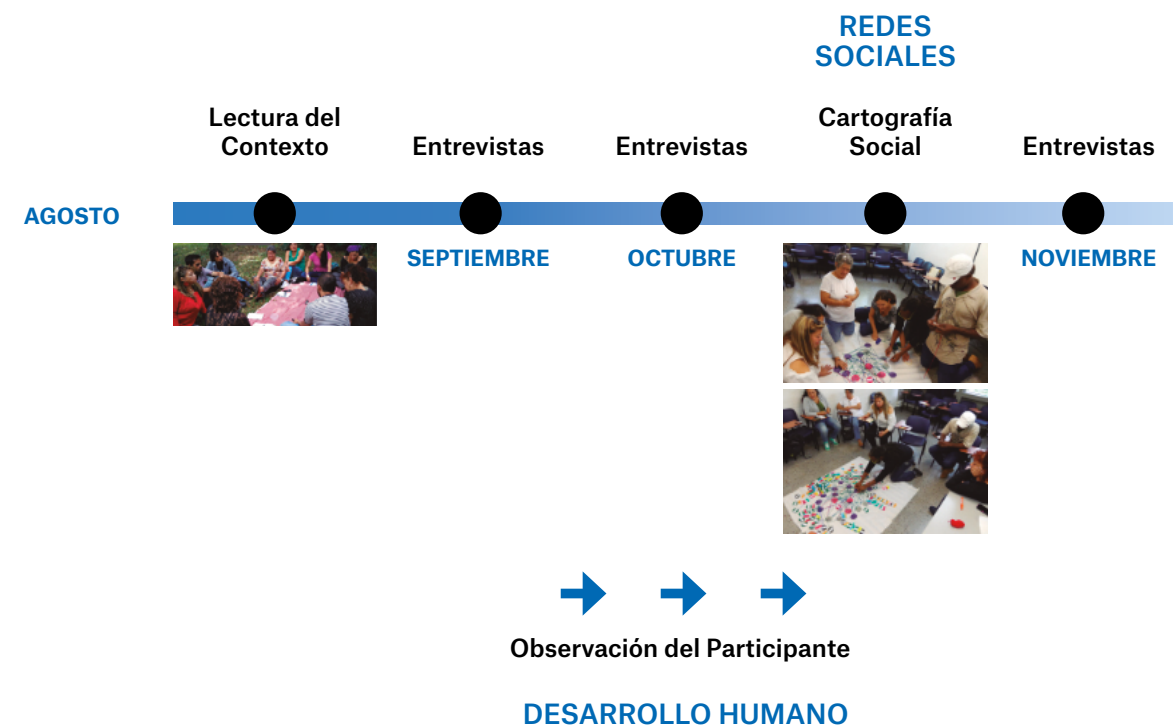 REDES
SOCIALES
Lectura del
Contexto
Entrevistas
Entrevistas
Cartografía
Social
Entrevistas
AGOSTO
SEPTIEMBRE
OCTUBRE
NOVIEMBRE
Observación del Participante
DESARROLLO HUMANO